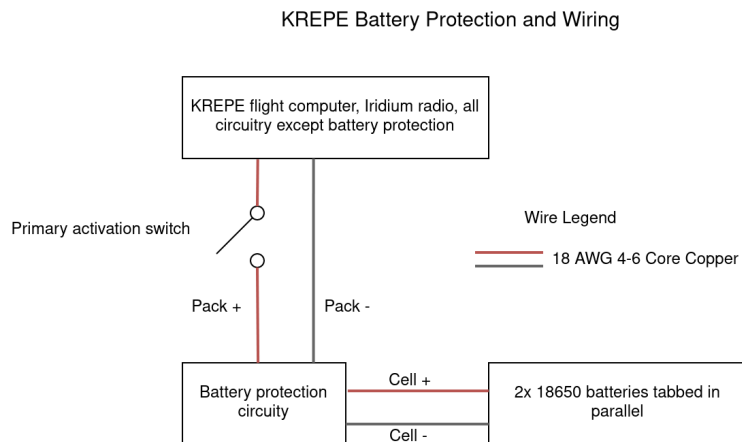 KREPE Battery Protection and Wiring
KREPE flight computer, Iridium radio, all
circuitry except battery protection
Primary activation switch
Wire Legend
18 AWG 4-6 Core Copper
Pack +
Pack -
Battery protection
circuity
Cell +
Cell -
2x 18650 batteries tabbed in
parallel